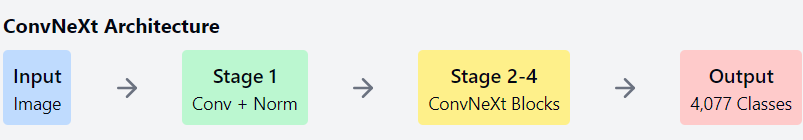 ConvNeXt Architecture
Input
Image
Stage 1
Conv + Norm
Stage 2-4
ConvNeXt Blocks
Output
4,077 Classes